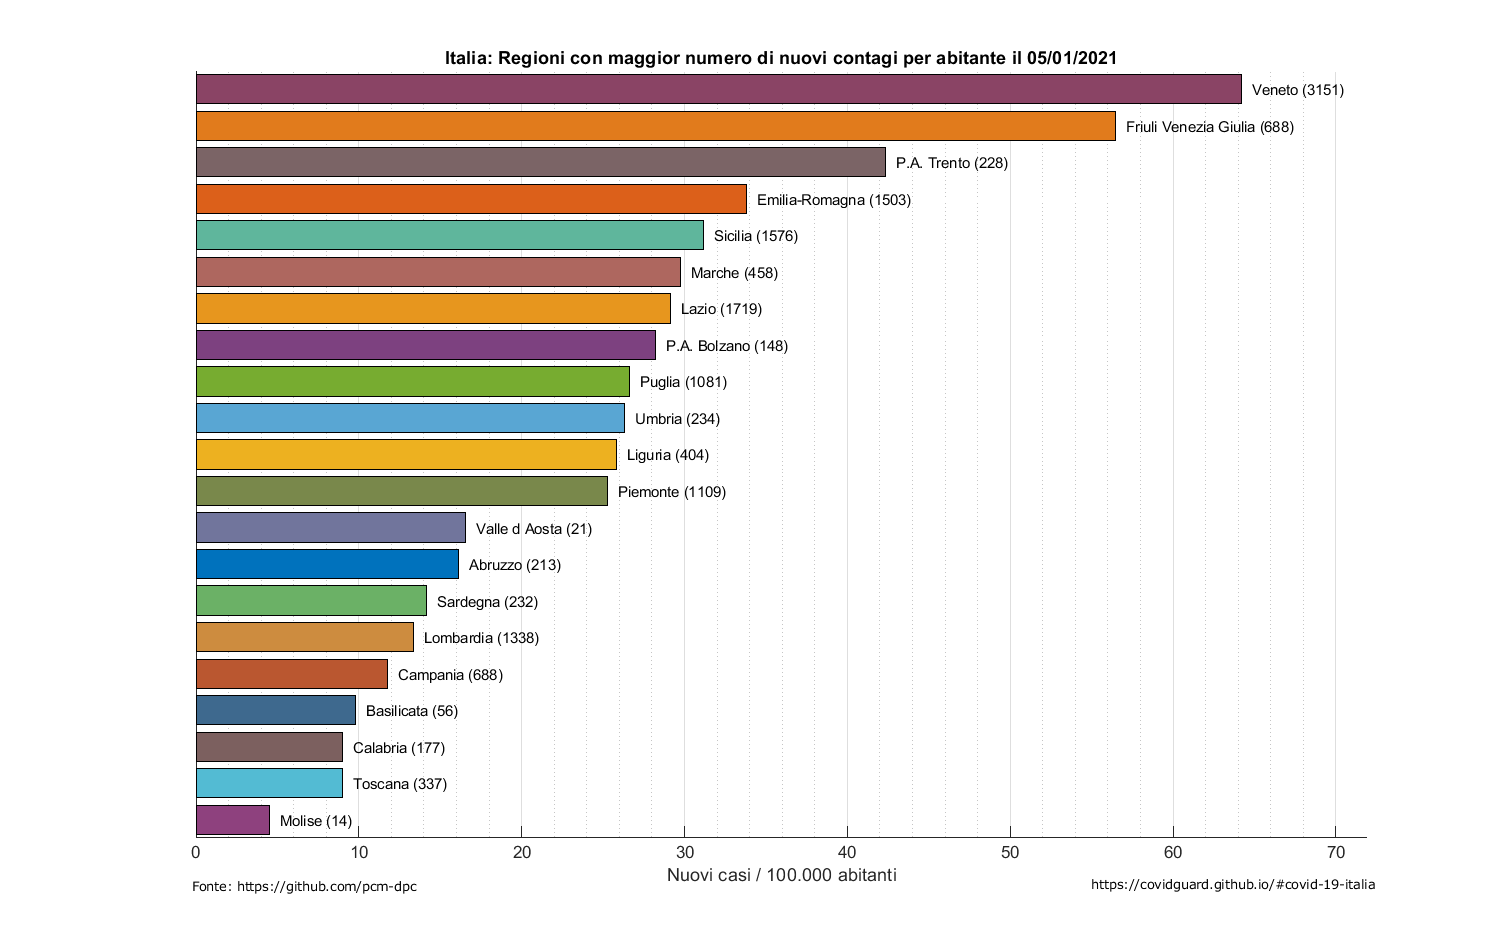 Italia: Regioni con maggior numero di nuovi contagi per abitante il 05/01/2021
Veneto (3151)
Friuli Venezia Giulia (688)
P.A. Trento (228)
Emilia-Romagna (1503)
Sicilia (1576)
Marche (458)
Lazio (1719)
P.A. Bolzano (148)
Puglia (1081)
Umbria (234)
Liguria (404)
Piemonte (1109)
Valle d Aosta (21)
Abruzzo (213)
Sardegna (232)
Lombardia (1338)
Campania (688)
Basilicata (56)
Calabria (177)
Toscana (337)
Molise (14)
0 10 20 30 40 50 60 70
Nuovi casi / 100.000 abitanti
Fonte: https://github.com/pcm-dpc
https://covidguard.github.io/#covid-19-italia